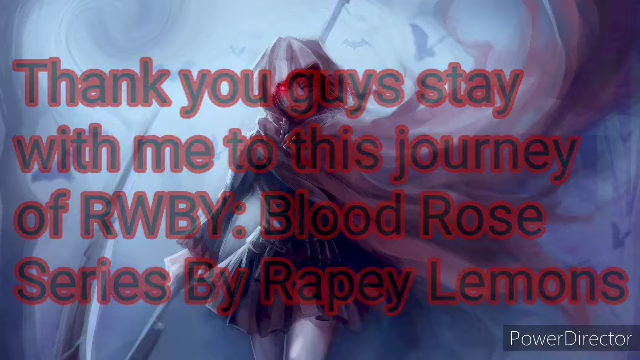 Thank you guys stay
with me to this journey
of RWBY: Blood Rose
Series By Rapey Lemons
PowerDirector